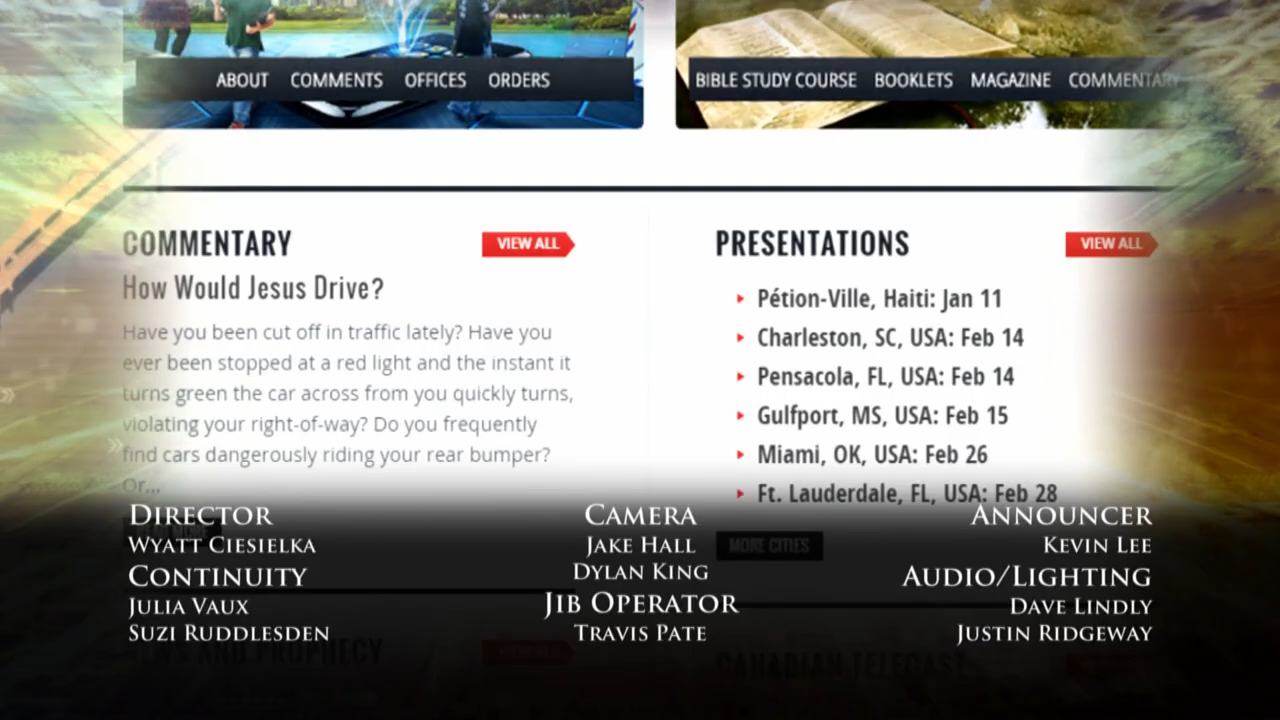 ABOUT COMMENTS OFFICES ORDERS
BIBLE STUDY COURSE BOOKLETS MAGAZINE COMMENTARY
COMMENTARY
VIEW ALL
How Would Jesus Drive?
Have you been cut off in traffic lately? Have you
ever been stopped at a red light and the instant it
turns green the car across from you quickly turns,
violating your right-of-way? Do you frequently
find cars dangerously riding your rear bumper?
Or...
PRESENTATIONS
VIEW ALL
Pétion-Ville, Haiti: Jan 11
Charleston, SC, USA: Feb 14
Pensacola, FL, USA: Feb 14
Gulfport, MS, USA: Feb 15
Miami, OK, USA: Feb 26
Ft. Lauderdale, FL, USA: Feb 28
MORE CITIES
DIRECTOR
WYATT CIESIELKA
CONTINUITY
JULIA VAUX
SUZI RUDDLESDEN
CAMERA
JAKE HALL
DYLAN KING
JIB OPERATOR
TRAVIS PATE
ANNOUNCER
KEVIN LEE
AUDIO/LIGHTING
DAVE LINDLY
JUSTIN RIDGEWAY
AND PROPHECY
CANADIAN TELECAST